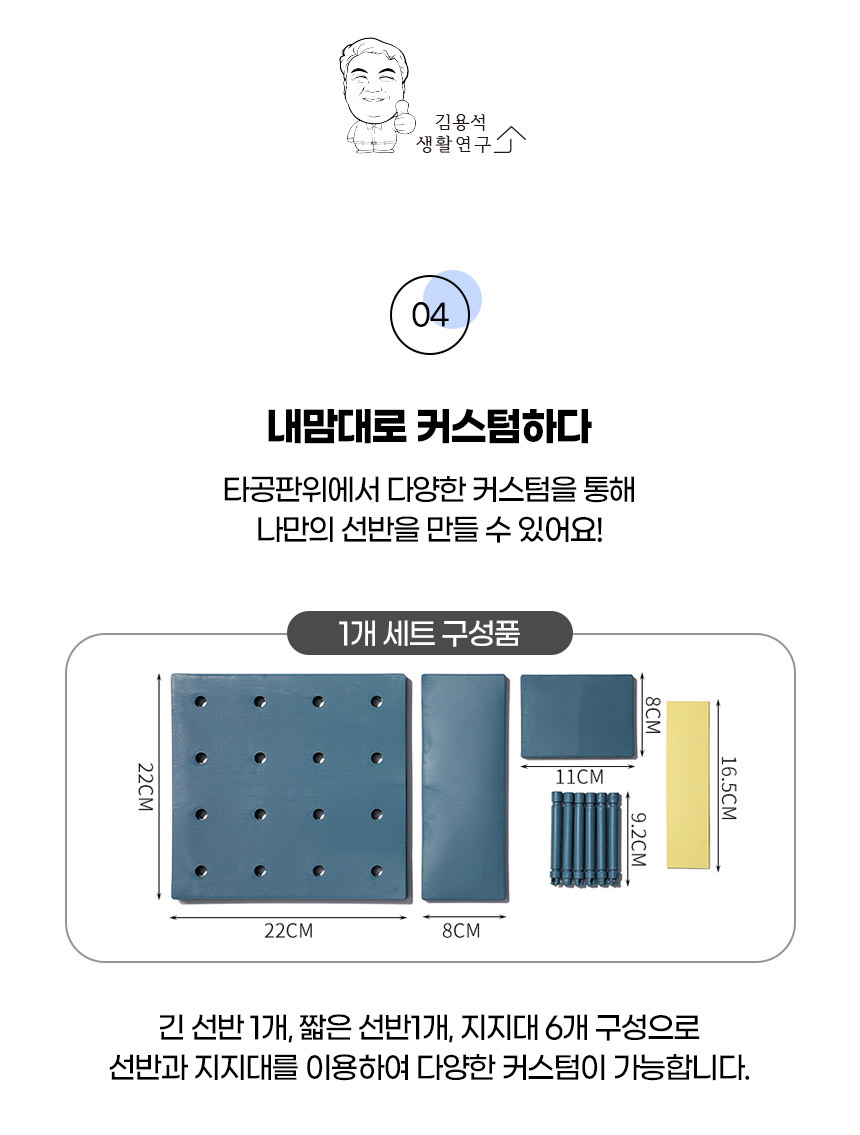 김용석
생활연구
04
내맘대로 커스텀하다
타공판위에서 다양한 커스텀을 통해
나만의 선반을 만들 수 있어요!
1개 세트 구성품
22CM
22CM
8CM
8CM
11CM
9.2CM
16.5CM
긴 선반 1개, 짧은 선반1개, 지지대 6개 구성으로
선반과 지지대를 이용하여 다양한 커스텀이 가능합니다.